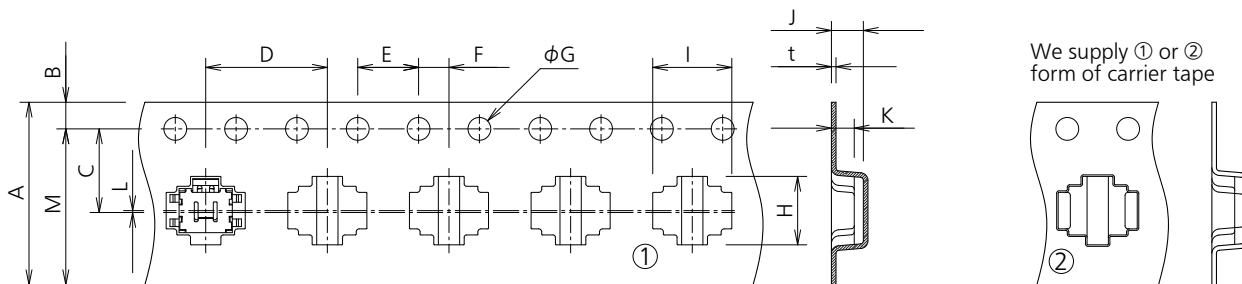 J
D
E
F
φG
I
t
We supply ① or ②
form of carrier tape
B
K
A
C
L
M
H
①
②